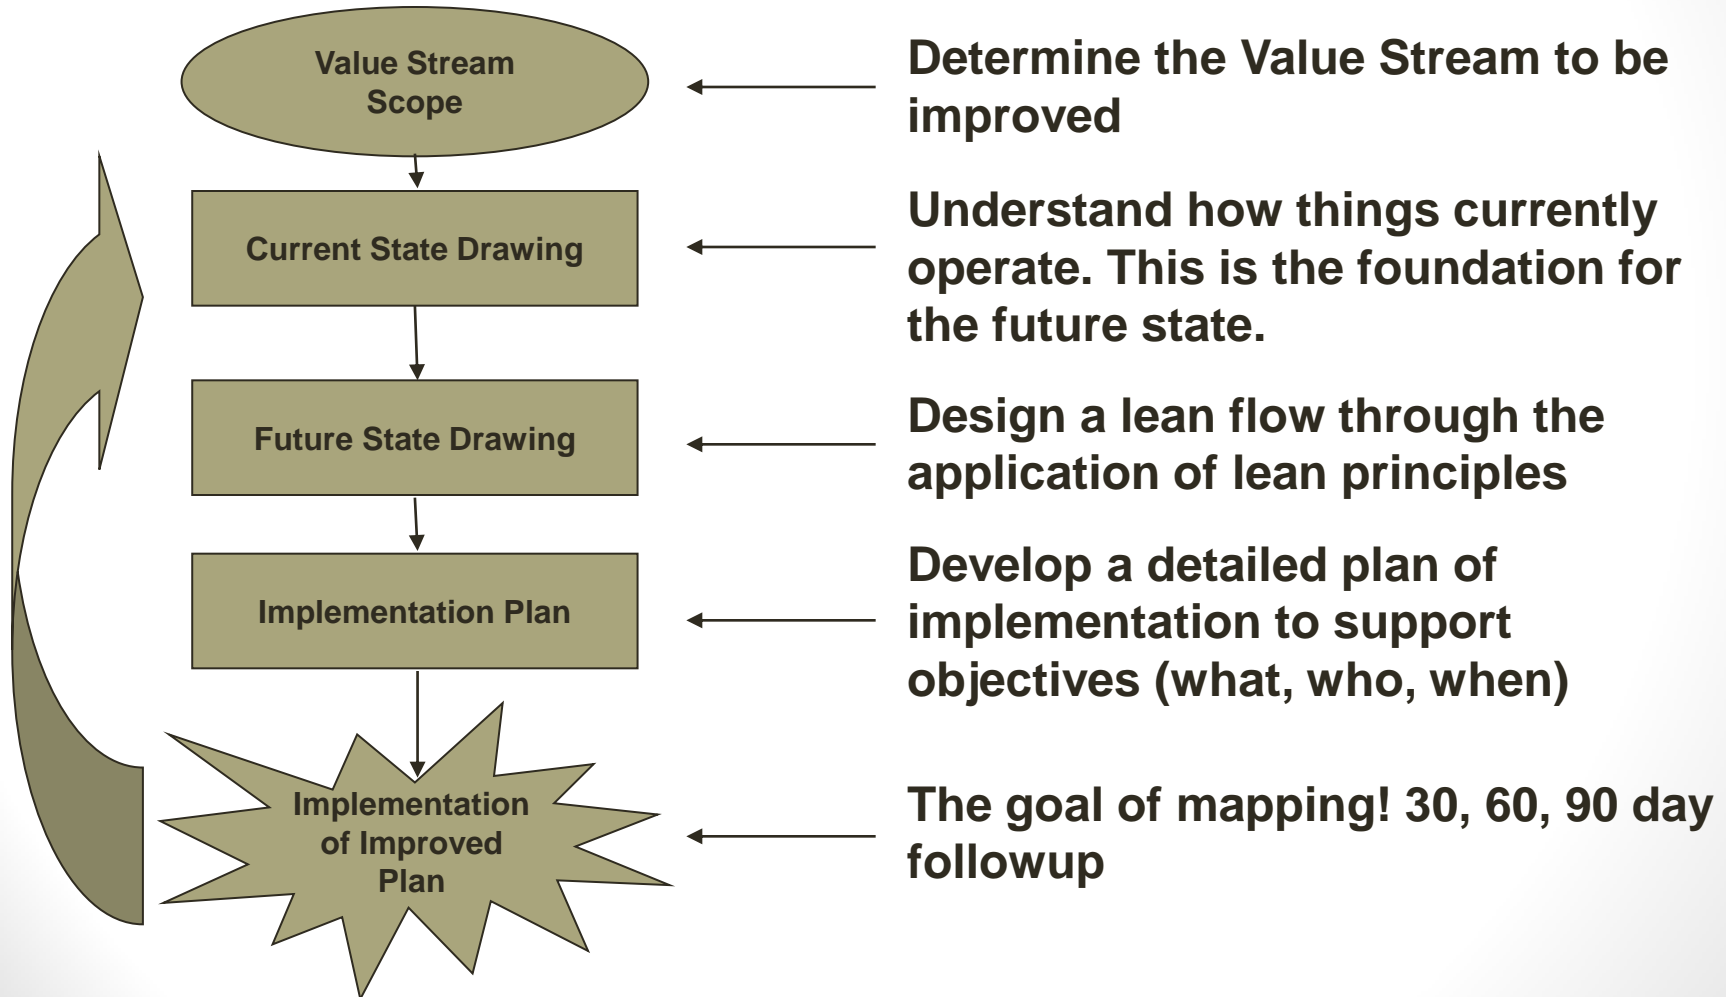 Value Stream
Scope
Determine the Value Stream to be
improved
Current State Drawing
Understand how things currently
operate. This is the foundation for
the future state.
Future State Drawing
Design a lean flow through the
application of lean principles
Implementation Plan
Develop a detailed plan of
implementation to support
objectives (what, who, when)
Implementation
of Improved
Plan
The goal of mapping! 30, 60, 90 day
followup